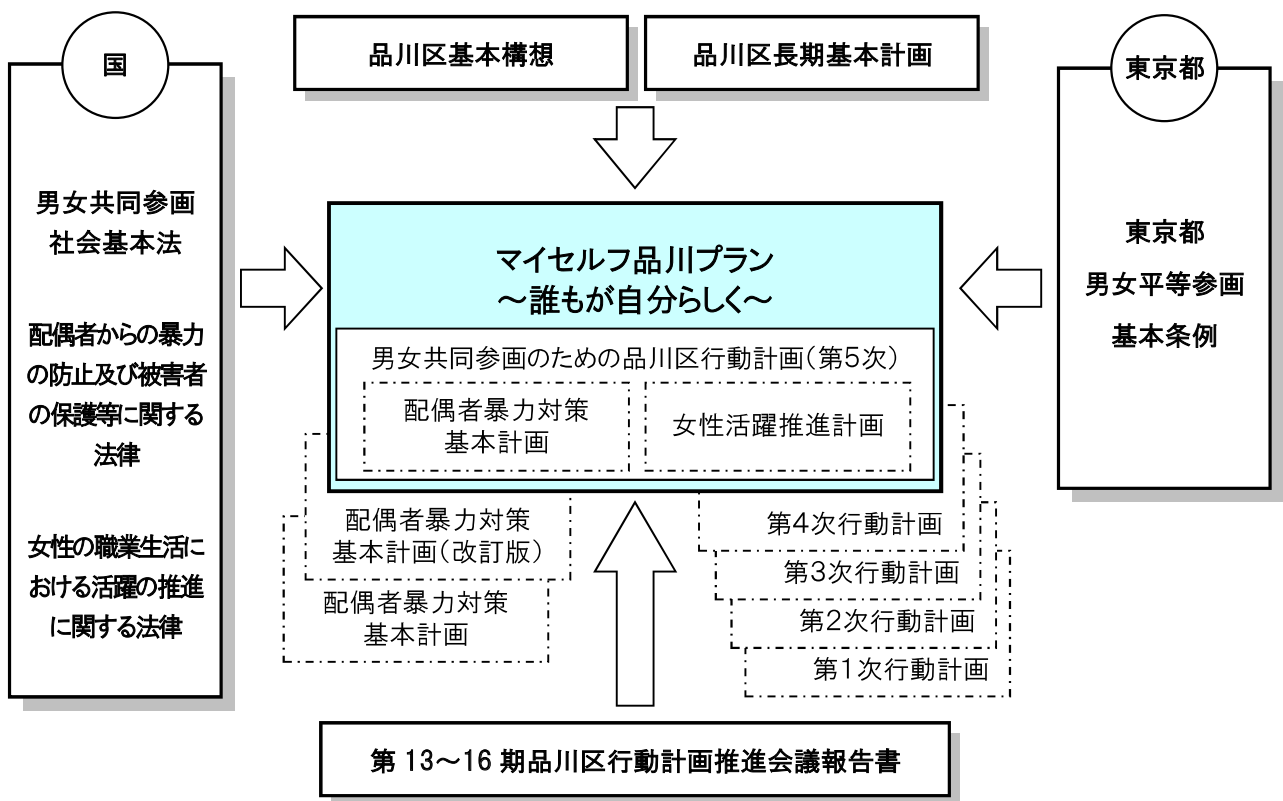 国
男女共同参画
社会基本法
配偶者からの暴力
の防止及び被害者
の保護等に関する
法律
女性の職業生活に
おける活躍の推進
に関する法律
品川区基本構想
品川区長期基本計画
マイセルフ品川プラン
~誰もが自分らしく~
男女共同参画のための品川区行動計画(第5次)
配偶者暴力対策
基本計画
女性活躍推進計画
配偶者暴力対策
基本計画(改訂版)
配偶者暴力対策
基本計画
第4次行動計画
第3次行動計画
第2次行動計画
第1次行動計画
第13~16期品川区行動計画推進会議報告書
東京都
東京都
男女平等参画
基本条例